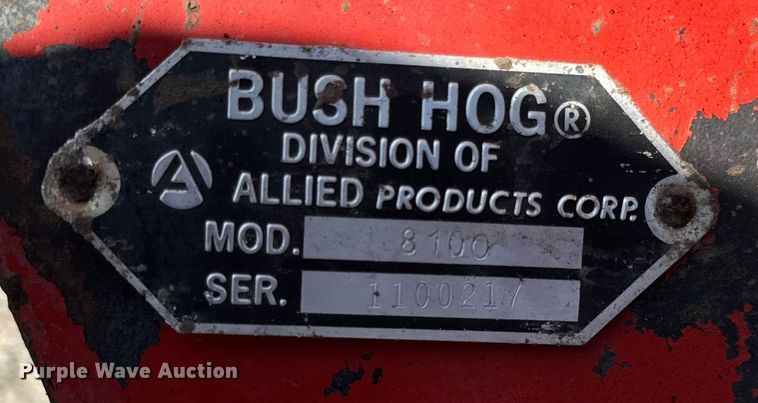 BUSH HOG®
DIVISION OF
ALLIED PRODUCTS CORP.
MOD. 8100
SER. 1100217
Purple Wave Auction